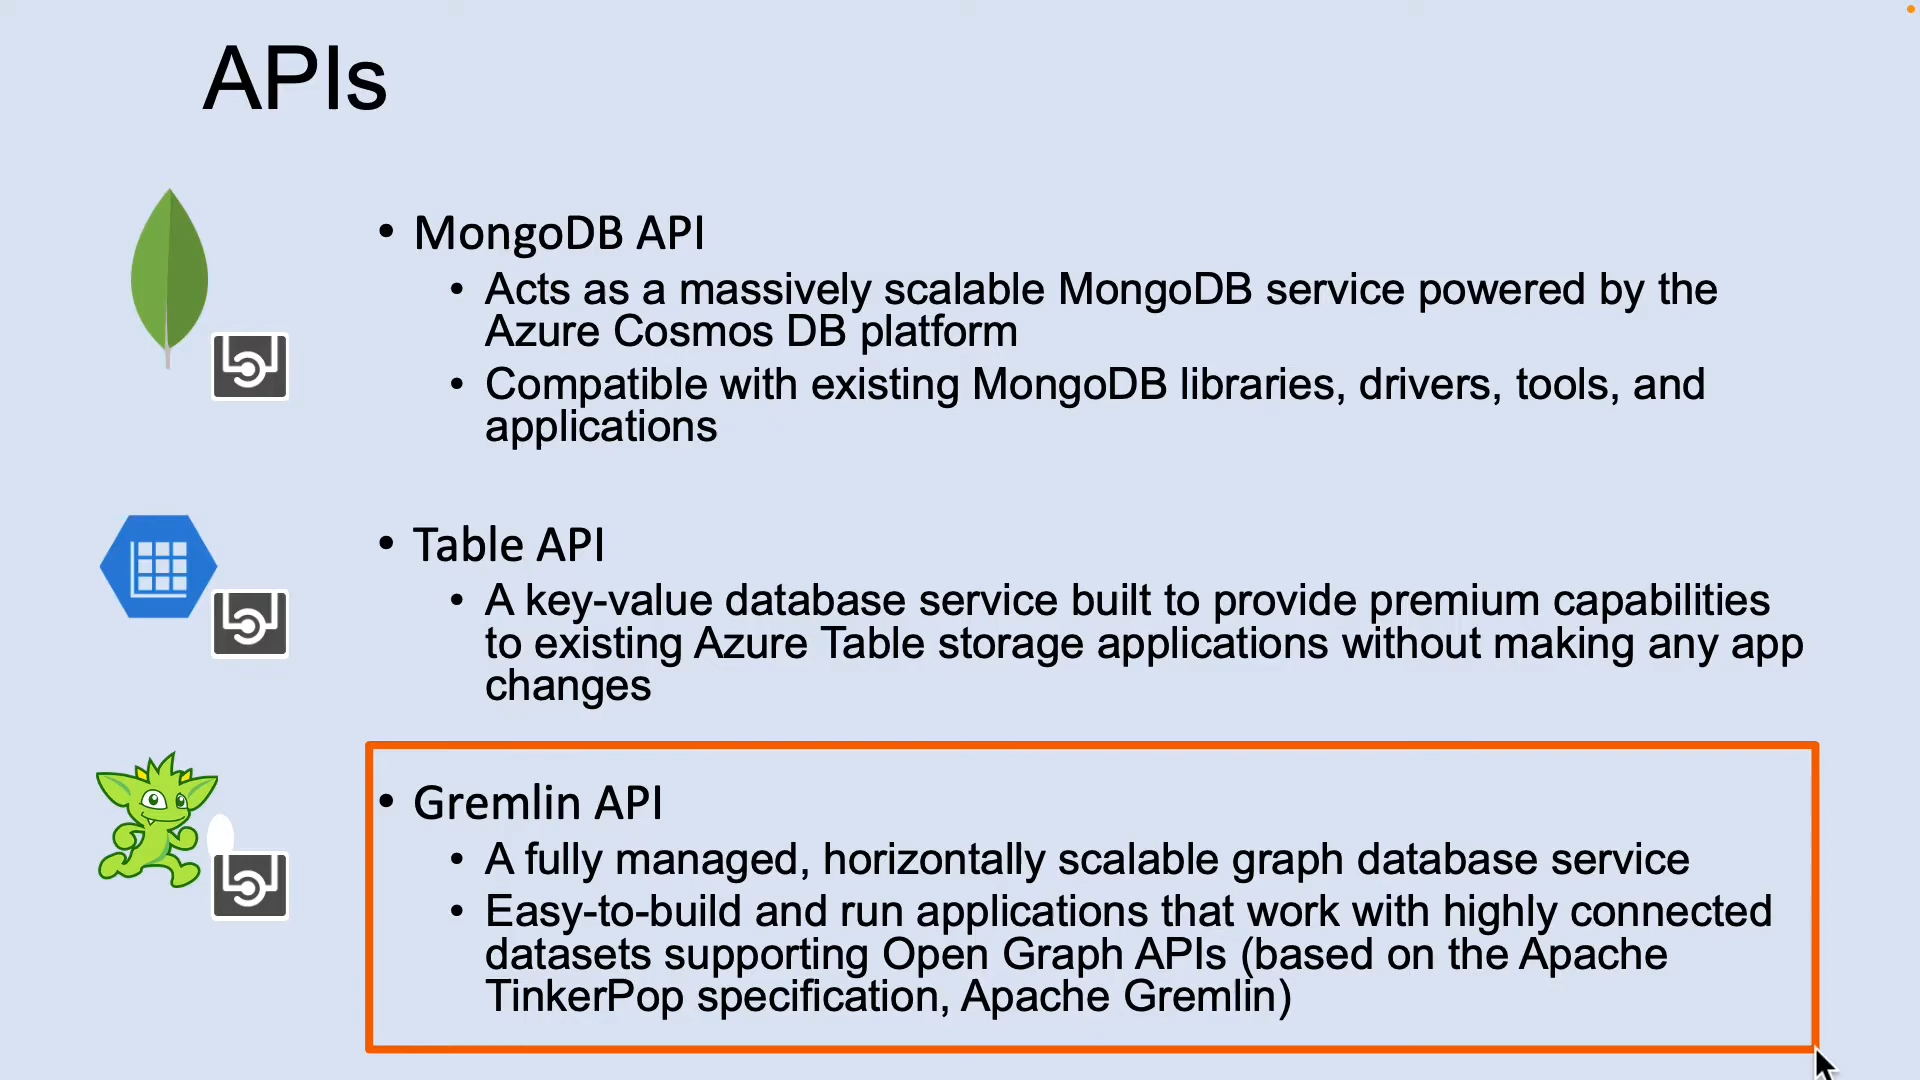 APIs
• MongoDB API
• Acts as a massively scalable MongoDB service powered by the
Azure Cosmos DB platform
• Compatible with existing MongoDB libraries, drivers, tools, and
applications
• Table API
• A key-value database service built to provide premium capabilities
to existing Azure Table storage applications without making any app
changes
• Gremlin API
• A fully managed, horizontally scalable graph database service
• Easy-to-build and run applications that work with highly connected
datasets supporting Open Graph APIs (based on the Apache
TinkerPop specification, Apache Gremlin)